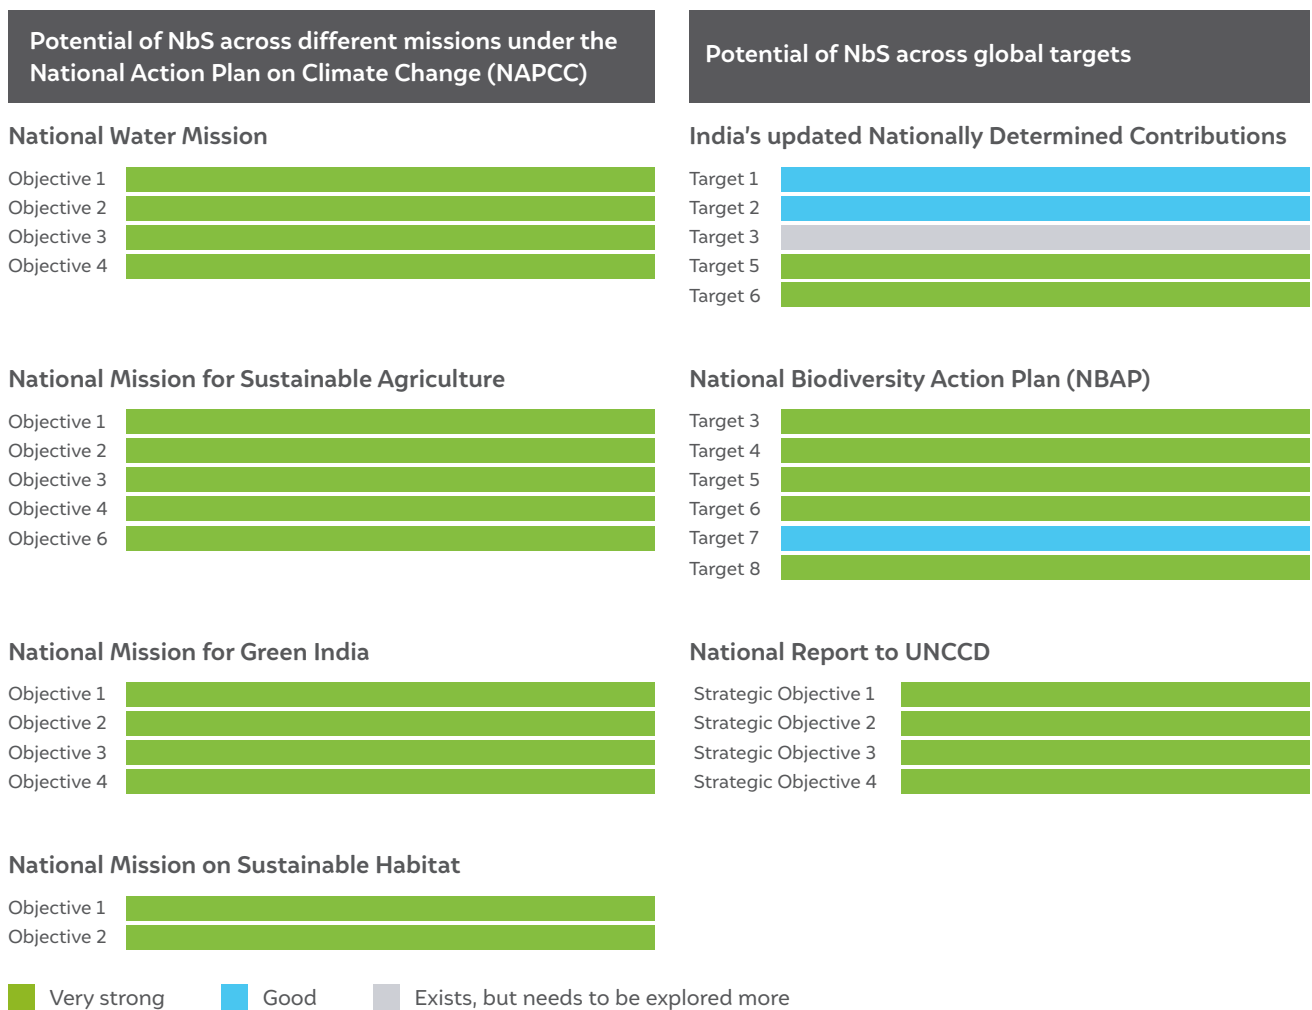 Potential of NbS across different missions under the
National Action Plan on Climate Change (NAPCC)
National Water Mission
Objective 1
Objective 2
Objective 3
Objective 4
National Mission for Sustainable Agriculture
Objective 1
Objective 2
Objective 3
Objective 4
Objective 6
National Mission for Green India
Objective 1
Objective 2
Objective 3
Objective 4
National Mission on Sustainable Habitat
Objective 1
Objective 2
Potential of NbS across global targets
India's updated Nationally Determined Contributions
Target 1
Target 2
Target 3
Target 5
Target 6
National Biodiversity Action Plan (NBAP)
Target 3
Target 4
Target 5
Target 6
Target 7
Target 8
National Report to UNCCD
Strategic Objective 1
Strategic Objective 2
Strategic Objective 3
Strategic Objective 4
Very strong
Good
Exists, but needs to be explored more